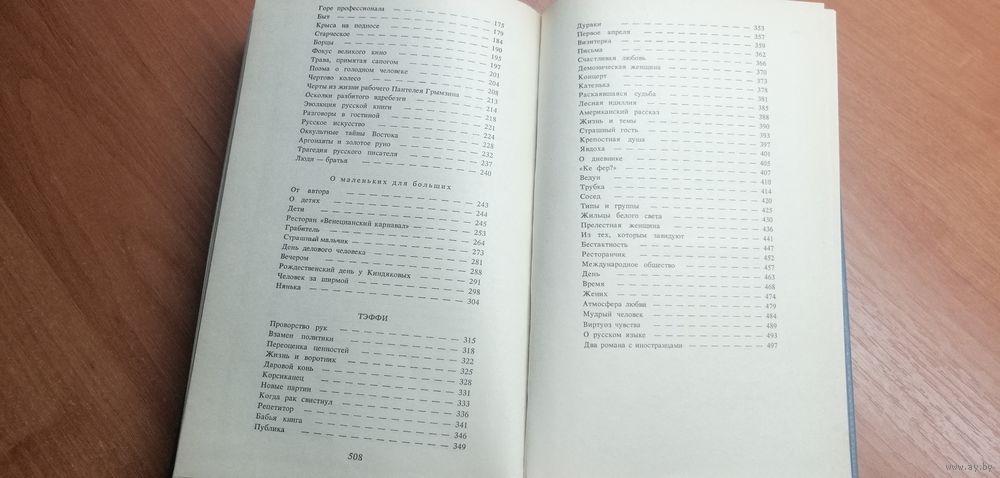 Горе профессионала — 175
Быт — 179
Крыса на подносе — 184
Старческое — 190
Борцы — 195
Фокус великого кино — 197
Трава, примятая сапогом — 201
Поэма о голодном человеке — 204
Чертово колесо — 208
Черты из жизни рабочего Пантелея Грымзина — 213
Осколки разбитого вдребезги — 214
Эволюция русской книги — 218
Разговоры в гостиной — 221
Русское искусство — 224
Оккультные тайны Востока — 228
Аргонавты и золотое руно — 232
Трагедия русского писателя — 237
Люди — братья — 240
О маленьких для больших
От автора — 243
О детях — 244
Дети — 245
Ресторан «Венецианский карнавал» — 253
Грабитель — 264
Страшный мальчик — 273
День делового человека — 281
Вечером — 288
Рождественский день у Киндяковых — 291
Человек за ширмой — 298
Нянька — 304
ТЭФФИ
Проворство рук — 315
Взамен политики — 318
Переоценка ценностей — 322
Жизнь и воротник — 325
Даровой конь — 328
Корсиканец — 331
Новые партии — 333
Когда рак свистнул — 336
Репетитор — 341
Бабья книга — 346
Публика — 349
508
Дураки — 353
Первое апреля — 357
Визитерка — 359
Письма — 362
Счастливая любовь — 366
Демоническая женщина — 370
Концерт — 373
Катенька — 378
Раскаявшаяся судьба — 381
Лесная идиллия — 385
Американский рассказ — 388
Жизнь и темы — 390
Страшный гость — 393
Крепостная душа — 397
Явдоха — 401
О дневнике — 405
«Ке фер?» — 407
Ведун — 410
Трубка — 414
Сосед — 420
Типы и группы — 425
Жильцы белого света — 430
Прелестная женщина — 436
Из тех, которым завидуют — 441
Бестактность — 447
Ресторанчик — 452
Международное общество — 457
День — 463
Время — 468
Жених — 474
Атмосфера любви — 479
Мудрый человек — 484
Виртуоз чувства — 489
О русском языке — 493
Два романа с иностранцами — 497
www.ay.by